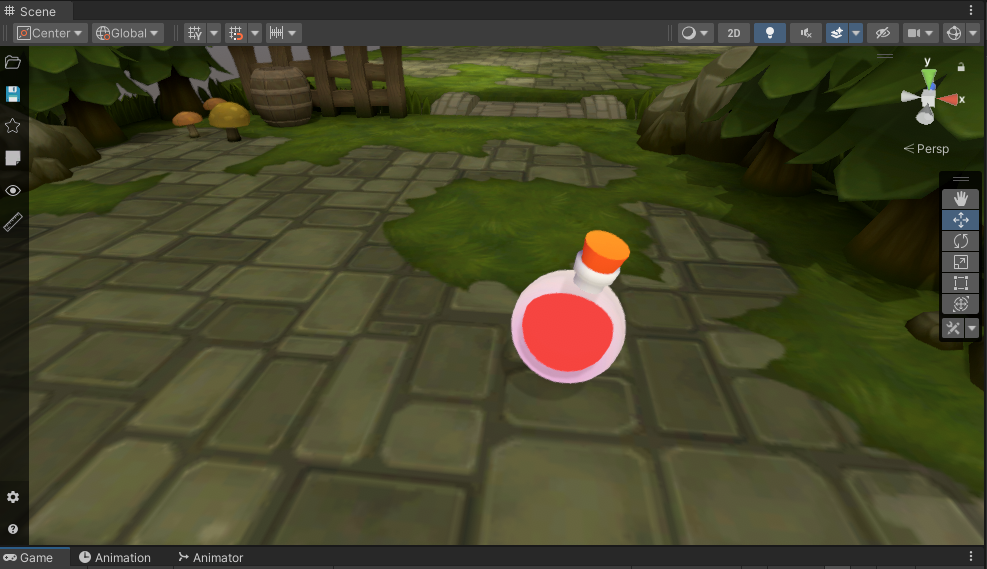 Scene
Center Global 2D
y
x
Persp
Game Animation Animator